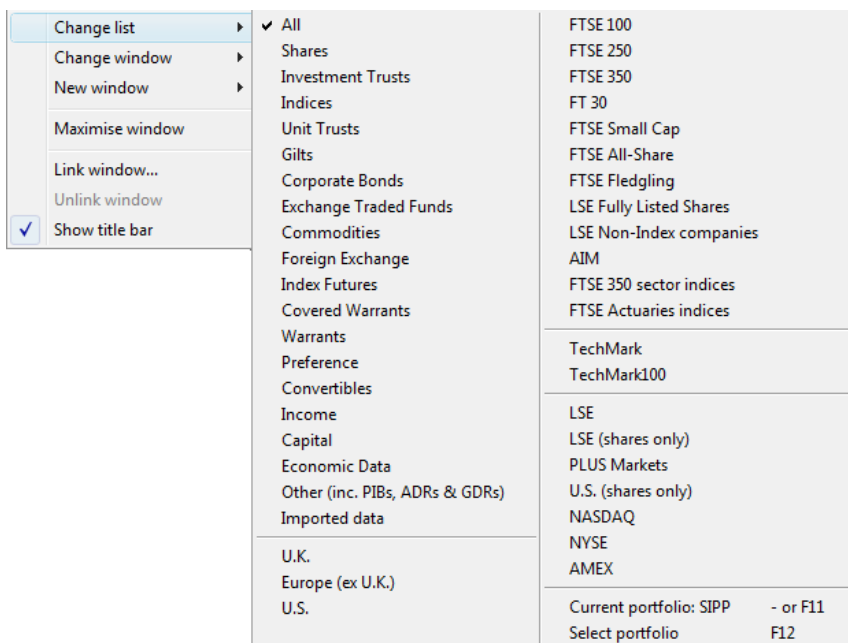 Change list
Change window
New window
Maximise window
Link window...
Unlink window
Show title bar
All
Shares
Investment Trusts
Indices
Unit Trusts
Gilts
Corporate Bonds
Exchange Traded Funds
Commodities
Foreign Exchange
Index Futures
Covered Warrants
Warrants
Preference
Convertibles
Income
Capital
Economic Data
Other (inc. PIBs, ADRs & GDRs)
Imported data
U.K.
Europe (ex U.K.)
U.S.
FTSE 100
FTSE 250
FTSE 350
FT 30
FTSE Small Cap
FTSE All-Share
FTSE Fledgling
LSE Fully Listed Shares
LSE Non-Index companies
AIM
FTSE 350 sector indices
FTSE Actuaries indices
TechMark
TechMark100
LSE
LSE (shares only)
PLUS Markets
U.S. (shares only)
NASDAQ
NYSE
AMEX
Current portfolio: SIPP - or F11
Select portfolio F12